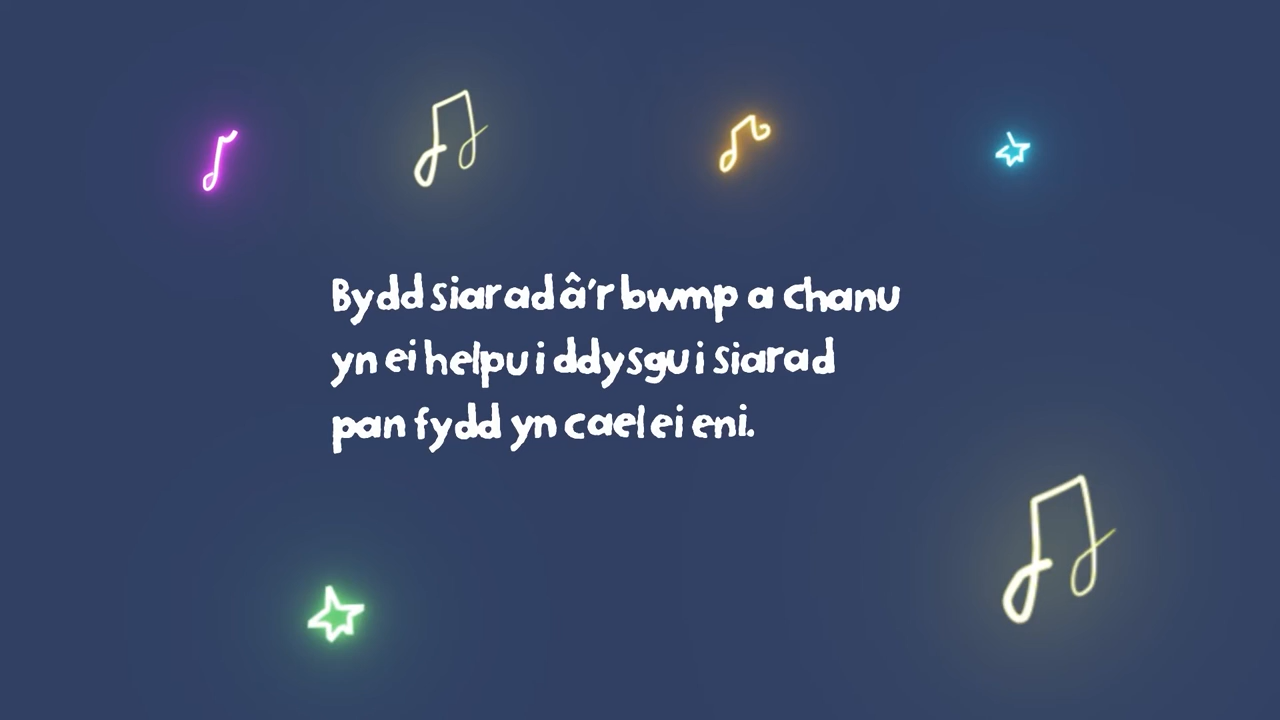 Bydd siarad â'r bwmp a chanu
yn ei helpu i ddysgu i siarad
pan fydd yn cael ei eni.